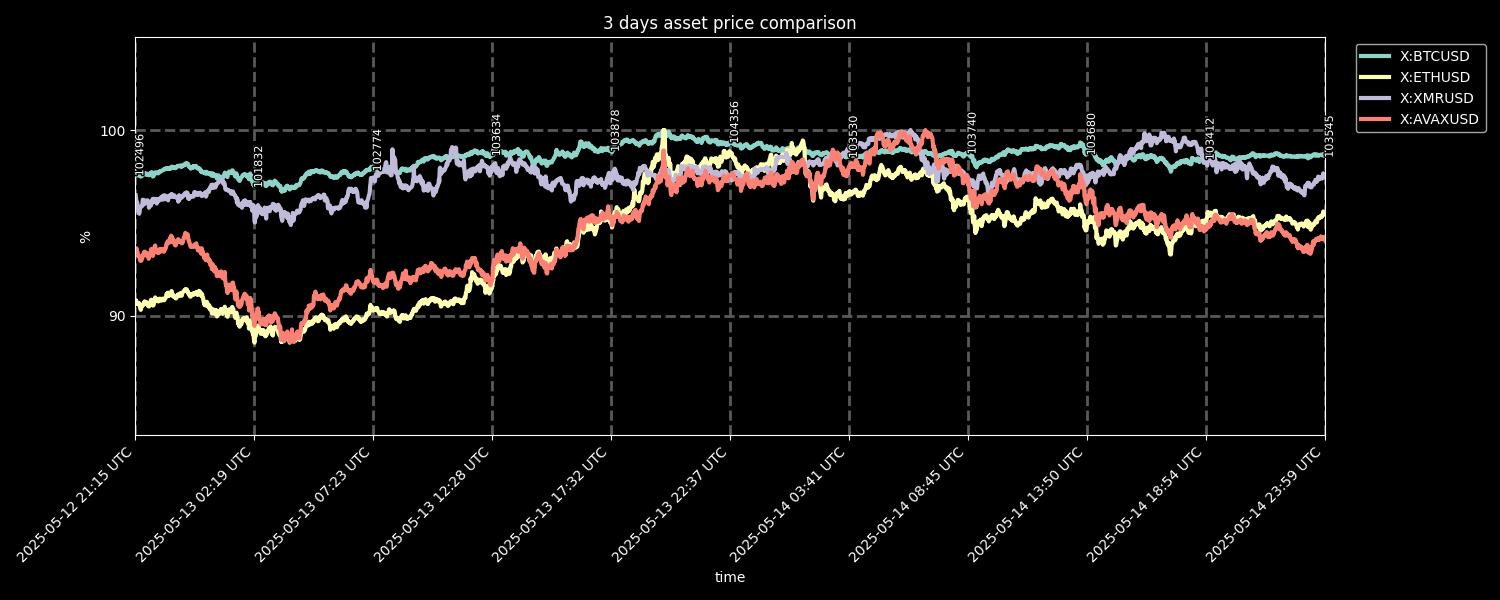 3 days asset price comparison
X:BTCUSD
X:ETHUSD
X:XMRUSD
X:AVAXUSD
100
90
%
102496
101832
102774
103634
103878
104356
103530
103740
103680
103412
103545
2025-05-12 21:15 UTC
2025-05-13 02:19 UTC
2025-05-13 07:23 UTC
2025-05-13 12:28 UTC
2025-05-13 17:32 UTC
2025-05-13 22:37 UTC
2025-05-14 03:41 UTC
2025-05-14 08:45 UTC
2025-05-14 13:50 UTC
2025-05-14 18:54 UTC
2025-05-14 23:59 UTC
time